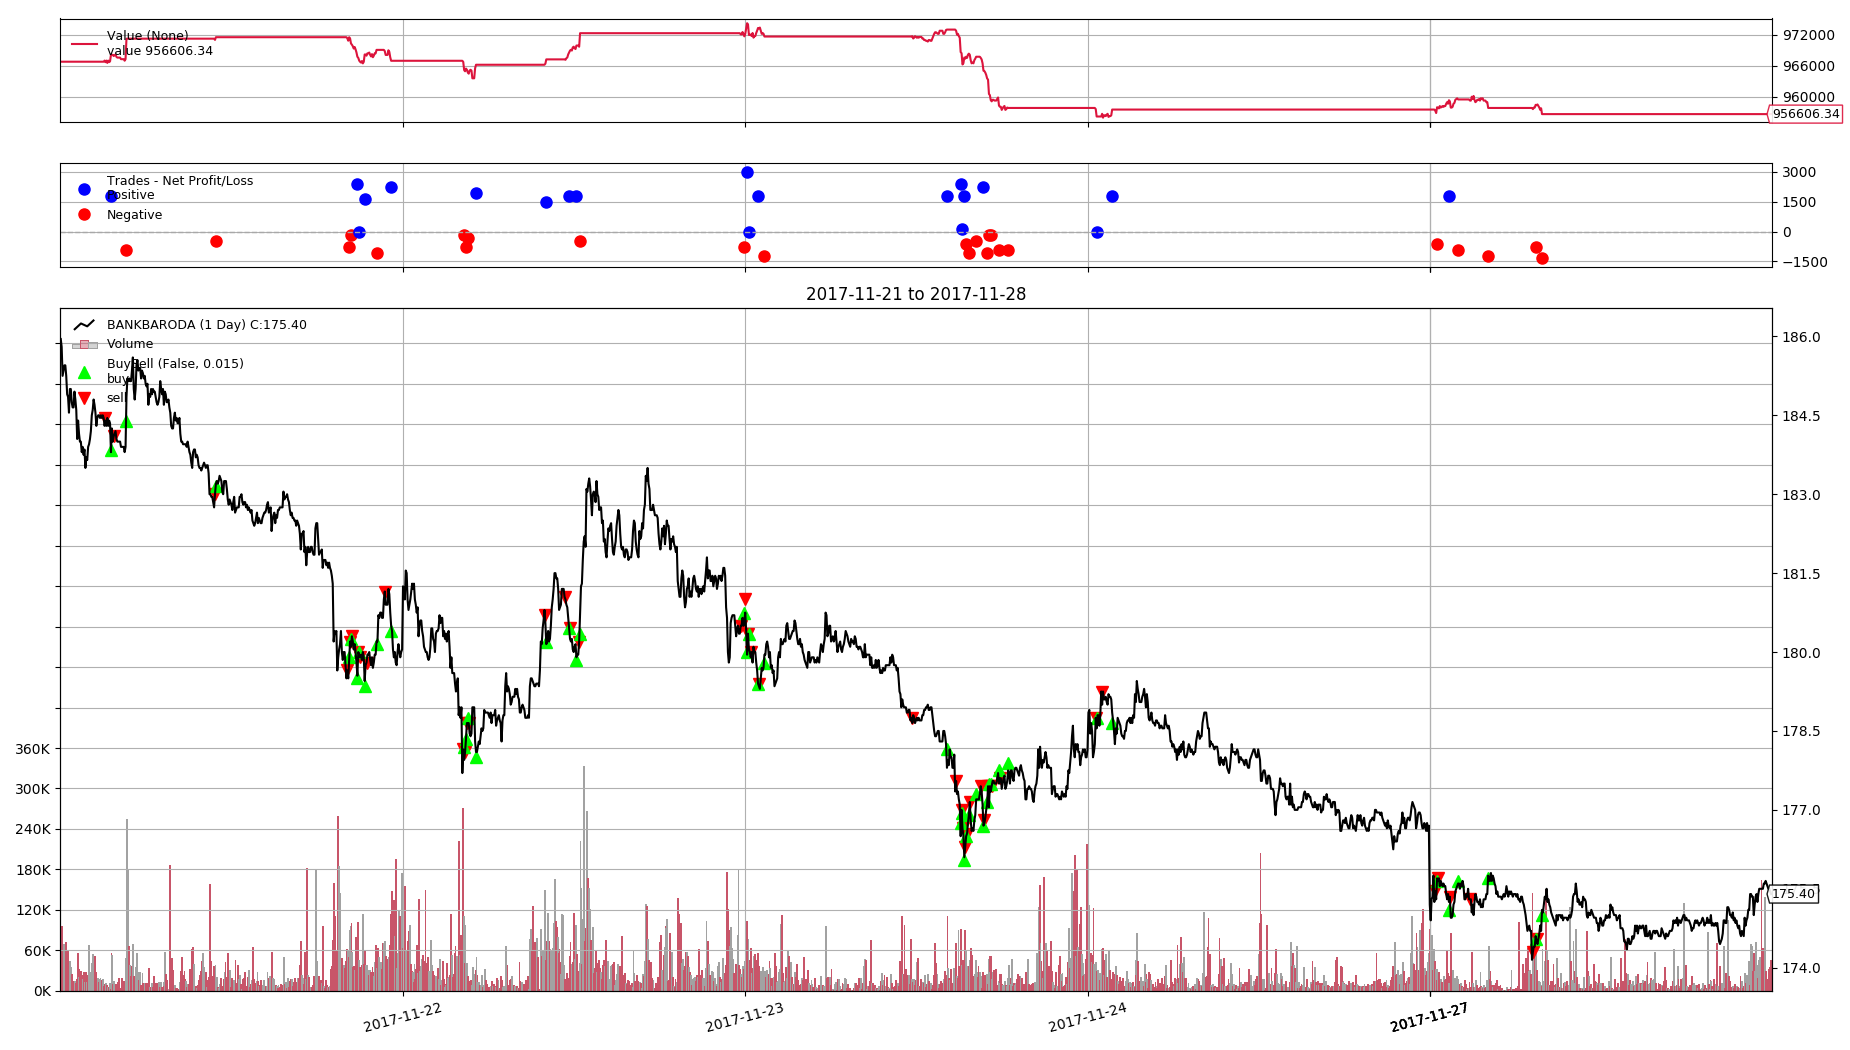 Value (None)
value 956606.34
972000
966000
960000
956606.34
Trades - Net Profit/Loss
Positive
Negative
3000
1500
0
−1500
2017-11-21 to 2017-11-28
BANKBARODA (1 Day) C:175.40
Volume
BuySell (False, 0.015)
buy
sell
186.0
184.5
183.0
181.5
180.0
178.5
177.0
175.40
174.0
360K
300K
240K
180K
120K
60K
0K
2017-11-22
2017-11-23
2017-11-24
2017-11-27